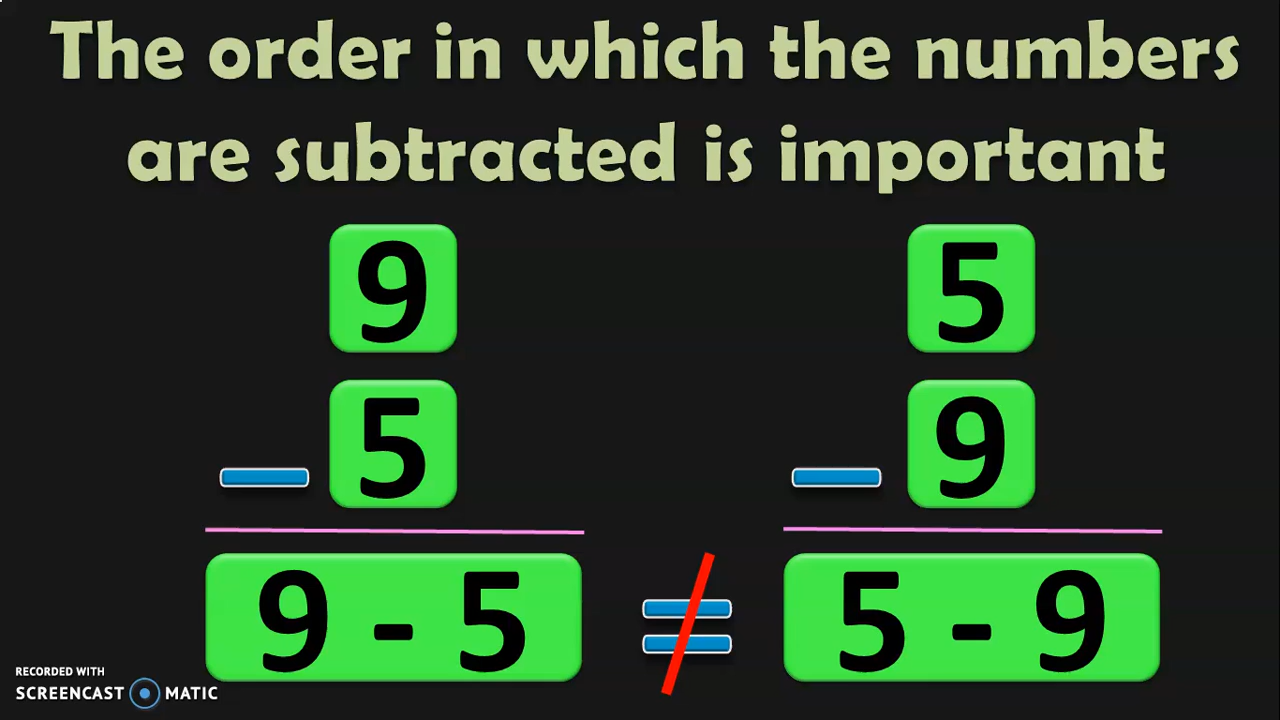 The order in which the numbers
are subtracted is important
9
5
5
9
9 - 5 ≠ 5 - 9
RECORDED WITH
SCREENCAST MATIC